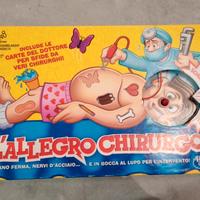 INCLUDE LE
CARTE DEL DOTTORE
PER SFIDE DA
VERI CHIRURGHI!
L'ALLEGRO CHIRURGO
MANO FERMA, NERVI D'ACCIAIO... ...E IN BOCCA AL LUPO PER L'INTERVENTO!